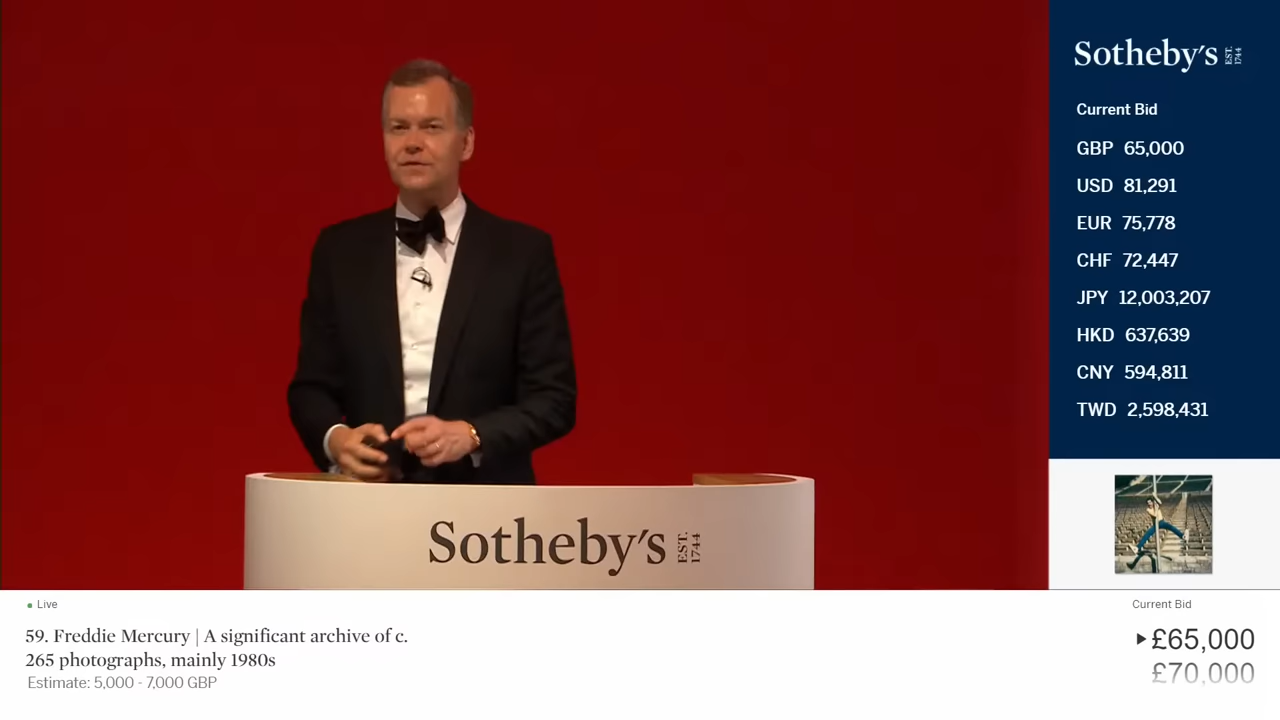 Sotheby's EST. 1744
Current Bid
GBP 65,000
USD 81,291
EUR 75,778
CHF 72,447
JPY 12,003,207
HKD 637,639
CNY 594,811
TWD 2,598,431
Sotheby's EST. 1744
Live
59. Freddie Mercury | A significant archive of c.
265 photographs, mainly 1980s
Estimate: 5,000 - 7,000 GBP
Current Bid
£65,000
£70,000